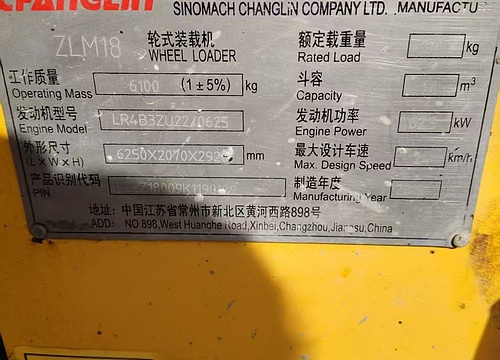 CHANGLIN SINOMACH CHANGLIN COMPANY LTD. MANUFACTU
ZLM18 轮式装载机 WHEEL LOADER
额定载重量 Rated Load kg
工作质量 Operating Mass 6100 (1±5%) kg
斗容 Capacity m³
发动机型号 Engine Model LR4B3ZU22/0625
发动机功率 Engine Power kW
外形尺寸 (L×W×H) mm
最大设计车速 Max. Design Speed km/h
产品识别代码 PIN
制造年度 Manufacturing Year
地址: 中国江苏省常州市新北区黄河西路898号
ADD: NO.898,West Huanghe Road,Xinbei,Changzhou,Jiangsu,China